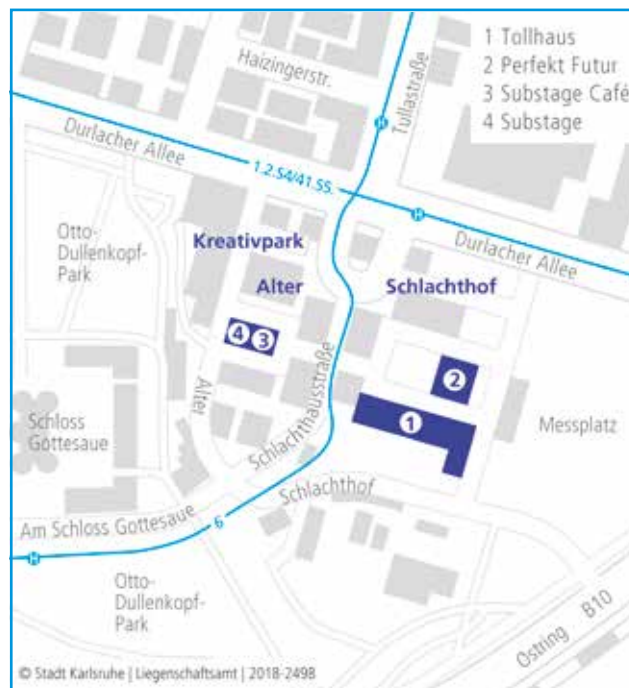 1 Tollhaus
2 Perfekt Futur
3 Substage Café
4 Substage
Haizingerstr.
Tullastraße
H
Durlacher Allee
1.2.S4/41.S5.
H
Durlacher Allee
Otto-
Dullenkopf-
Park
Kreativpark
Alter
Schlachthof
4 3
2
1
Alter
Schlachthausstraße
Messplatz
Schloss
Gottesaue
Schlachthof
Am Schloss Gottesaue
6
H
Otto-
Dullenkopf-
Park
Ostring
B10
© Stadt Karlsruhe | Liegenschaftsamt | 2018-2498